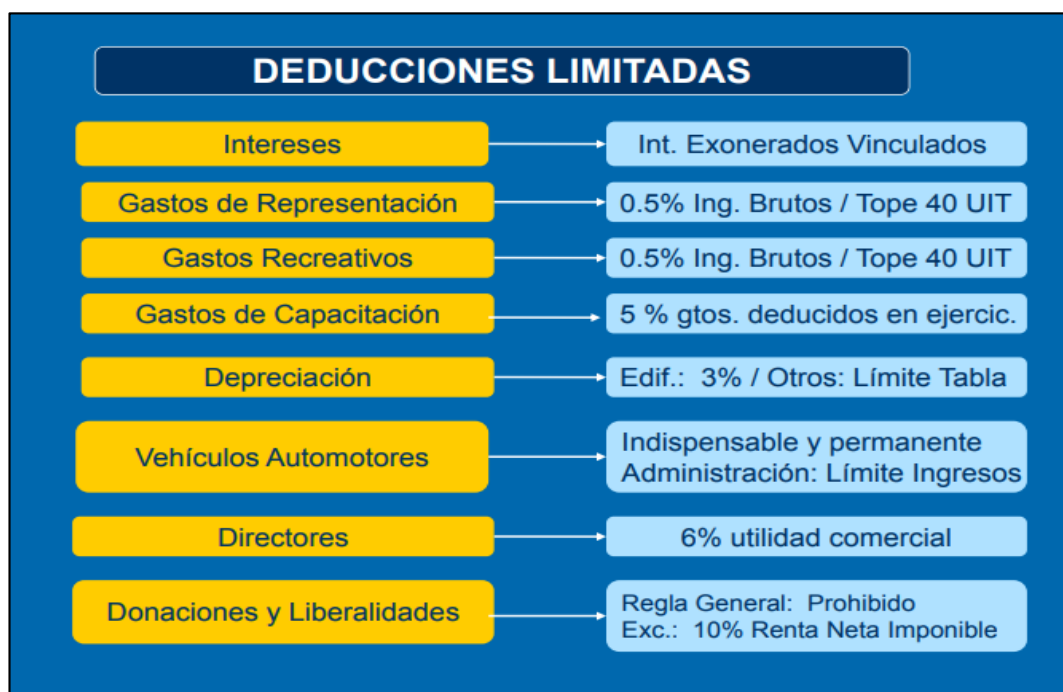 DEDUCCIONES LIMITADAS
Intereses
Int. Exonerados Vinculados
Gastos de Representación
0.5% Ing. Brutos / Tope 40 UIT
Gastos Recreativos
0.5% Ing. Brutos / Tope 40 UIT
Gastos de Capacitación
5 % gtos. deducidos en ejercic.
Depreciación
Edif.: 3% / Otros: Límite Tabla
Vehículos Automotores
Indispensable y permanente
Administración: Límite Ingresos
Directores
6% utilidad comercial
Donaciones y Liberalidades
Regla General: Prohibido
Exc.: 10% Renta Neta Imponible